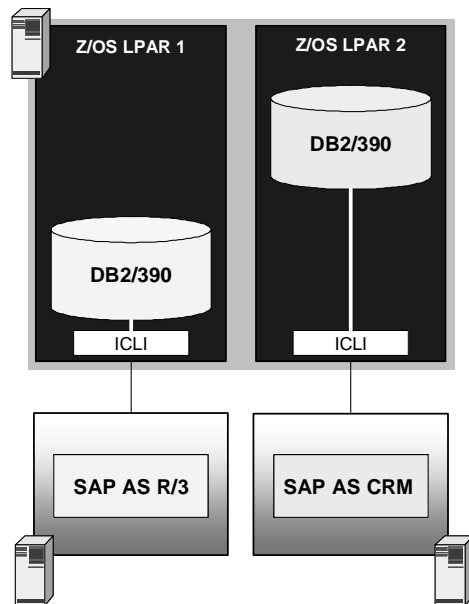 Z/OS LPAR 1
Z/OS LPAR 2
DB2/390
DB2/390
ICLI
ICLI
SAP AS R/3
SAP AS CRM